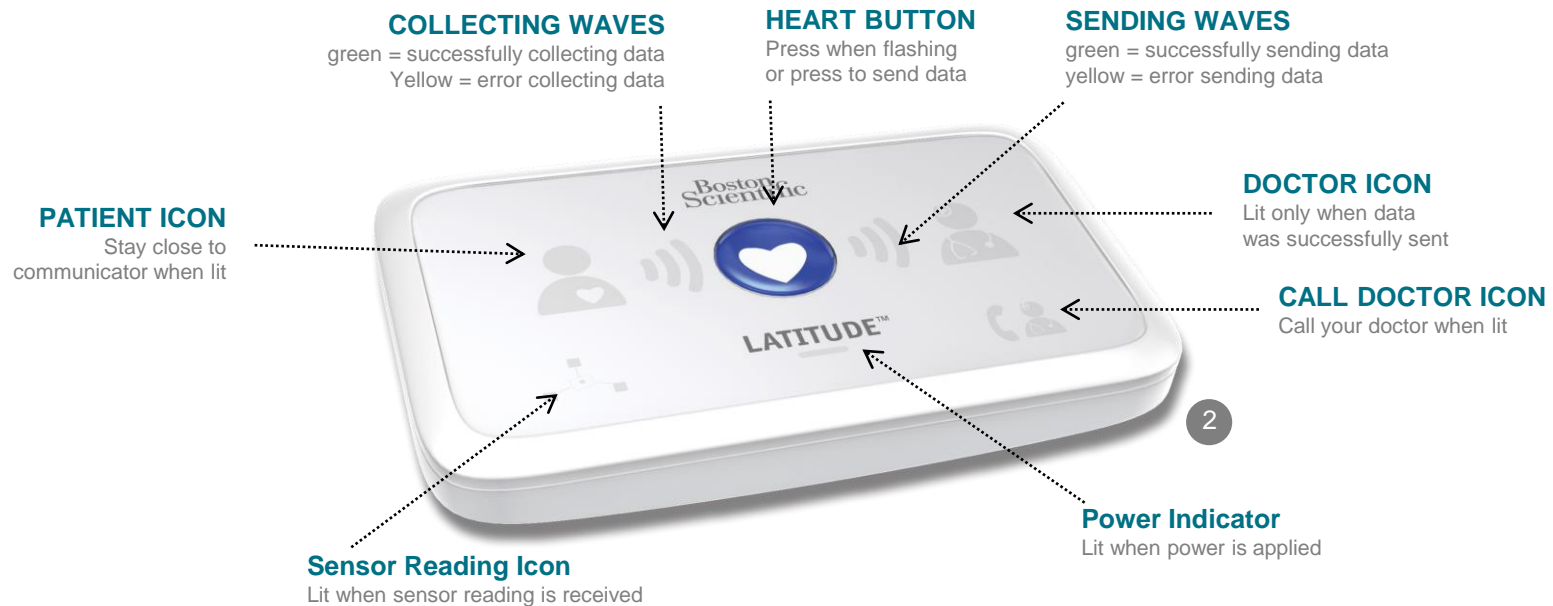 COLLECTING WAVES
green = successfully collecting data
Yellow = error collecting data
HEART BUTTON
Press when flashing
or press to send data
SENDING WAVES
green = successfully sending data
yellow = error sending data
PATIENT ICON
Stay close to
communicator when lit
Boston
Scientific
DOCTOR ICON
Lit only when data
was successfully sent
CALL DOCTOR ICON
Call your doctor when lit
LATITUDE™
2
Power Indicator
Lit when power is applied
Sensor Reading Icon
Lit when sensor reading is received